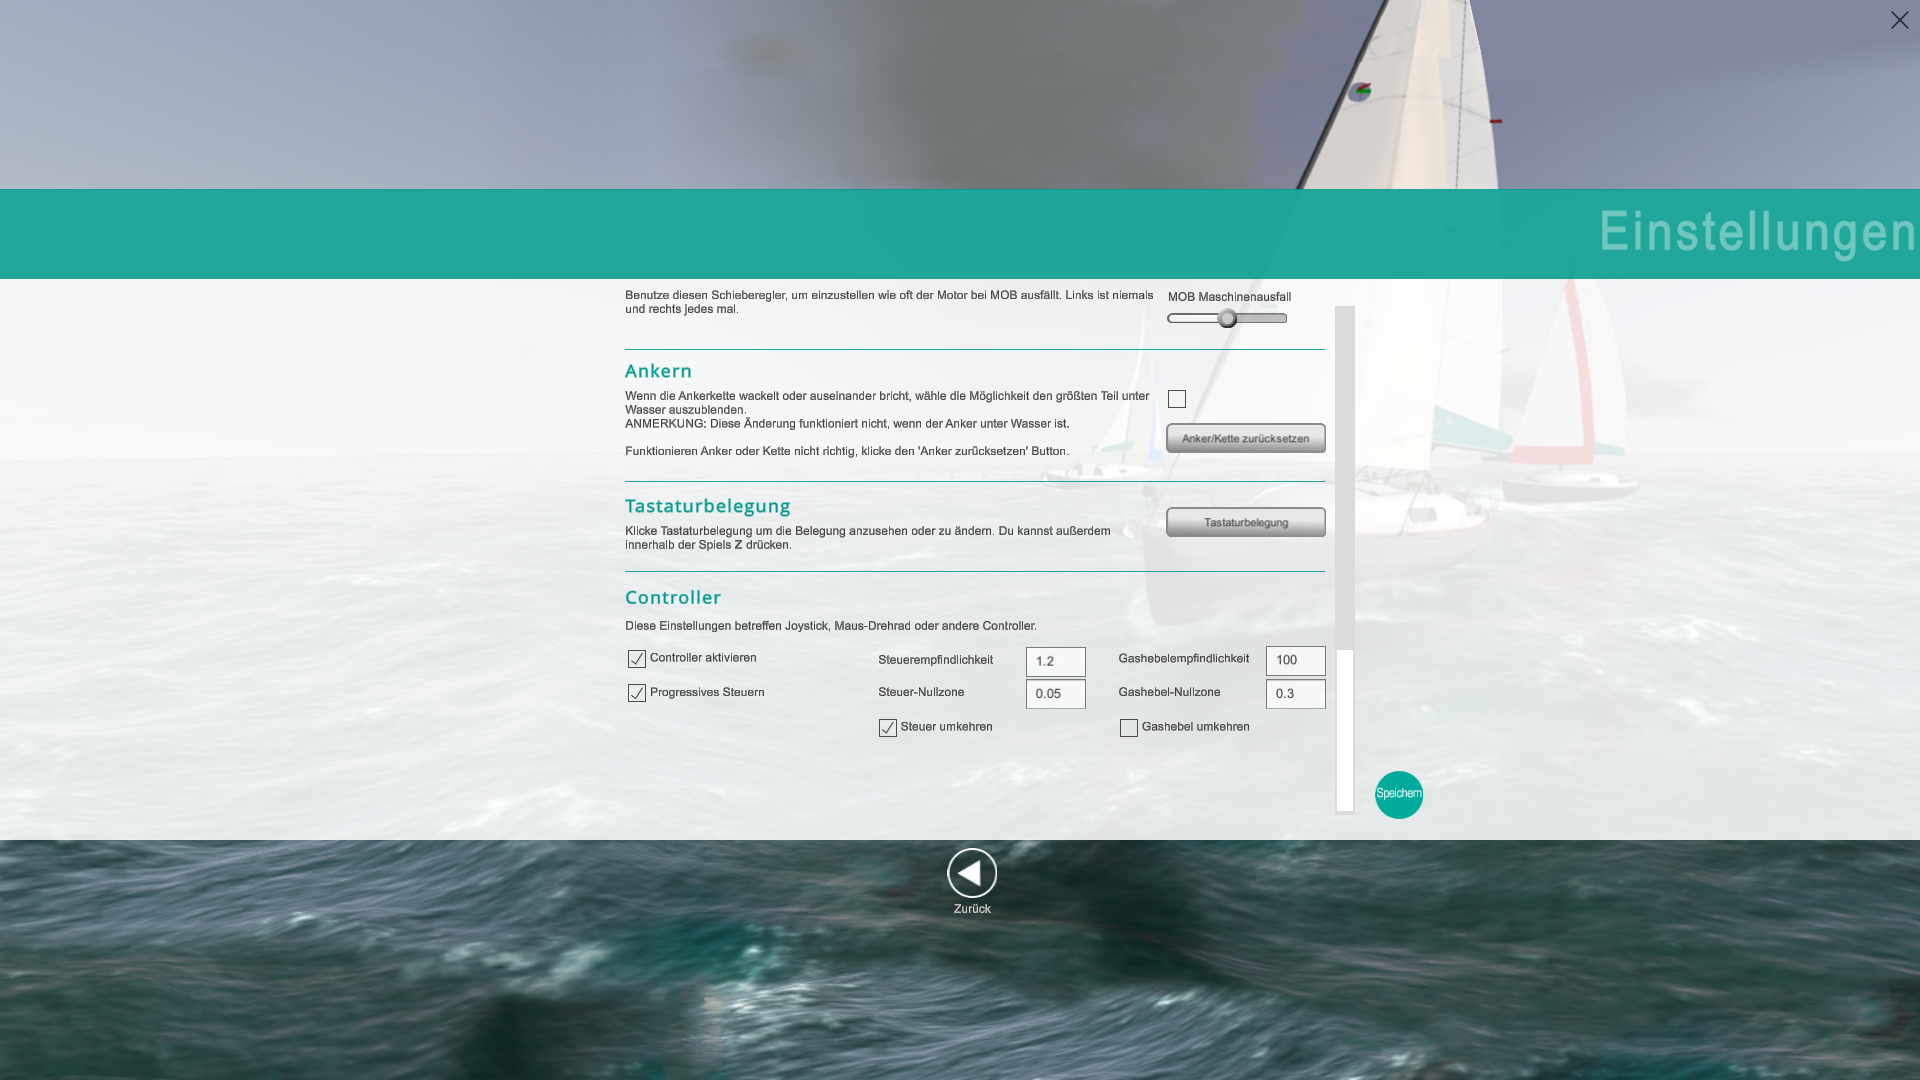 Einstellungen
Benutze diesen Schieberegler, um einzustellen wie oft der Motor bei MOB ausfällt. Links ist niemals
und rechts jedes mal.
MOB Maschinenausfall
Ankern
Wenn die Ankerkette wackelt oder auseinander bricht, wähle die Möglichkeit den größten Teil unter
Wasser auszublenden.
ANMERKUNG: Diese Änderung funktioniert nicht, wenn der Anker unter Wasser ist.
Anker/Kette zurücksetzen
Funktionieren Anker oder Kette nicht richtig, klicke den 'Anker zurücksetzen' Button.
Tastaturbelegung
Klicke Tastaturbelegung um die Belegung anzusehen oder zu ändern. Du kannst außerdem
innerhalb der Spiels Z drücken.
Tastaturbelegung
Controller
Diese Einstellungen betreffen Joystick, Maus-Drehrad oder andere Controller.
Controller aktivieren
Steuerempfindlichkeit
1.2
Gashebelempfindlichkeit
100
Progressives Steuern
Steuer-Nullzone
0.05
Gashebel-Nullzone
0.3
Steuer umkehren
Gashebel umkehren
Speichern
Zurück